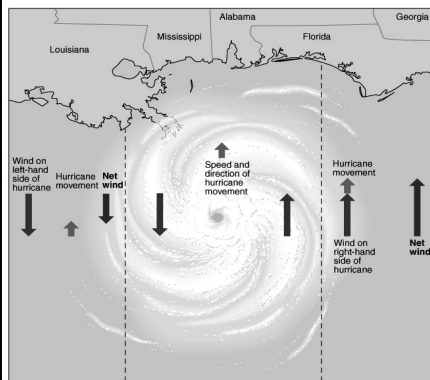 Alabama
Georgia
Mississippi
Florida
Louisiana
Wind on
left-hand
side of
hurricane
Hurricane
movement
Net
wind
Speed and
direction of
hurricane
movement
Hurricane
movement
Wind on
right-hand
side of
hurricane
Net
wind